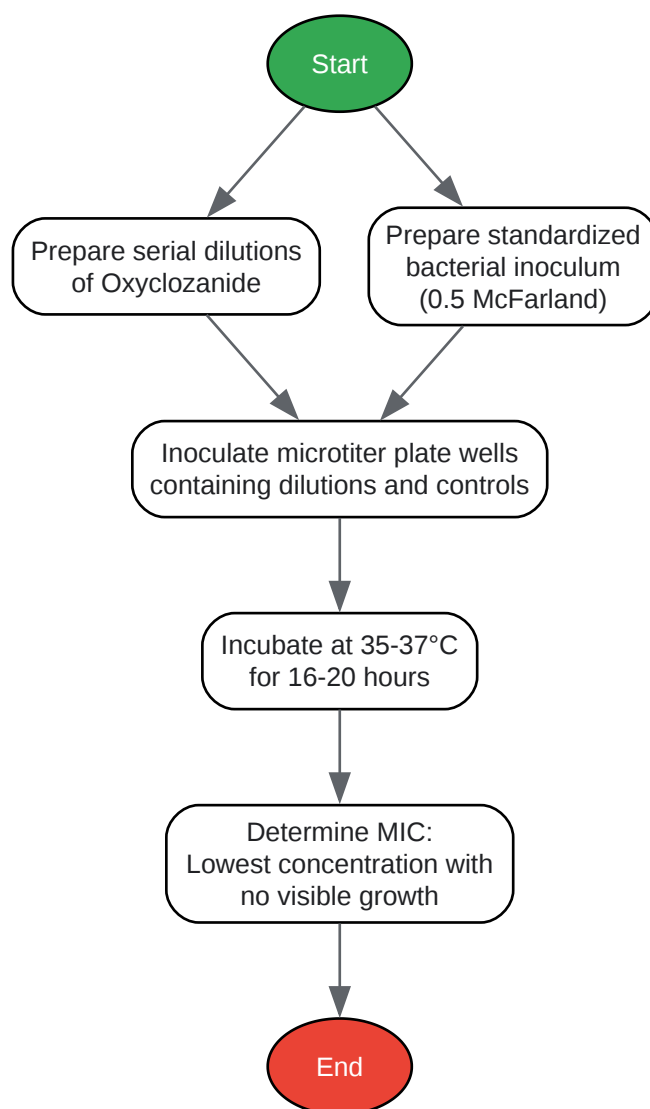 Start
Prepare serial dilutions
of Oxyclozanide
Prepare standardized
bacterial inoculum
(0.5 McFarland)
Inoculate microtiter plate wells
containing dilutions and controls
Incubate at 35-37°C
for 16-20 hours
Determine MIC:
Lowest concentration with
no visible growth
End